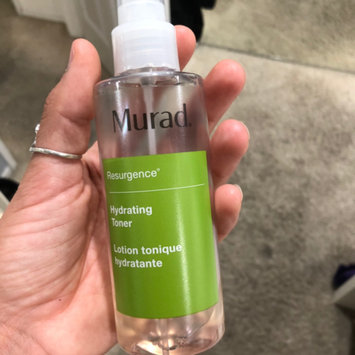 Murad.
Resurgence®
Hydrating
Toner
Lotion tonique
hydratante